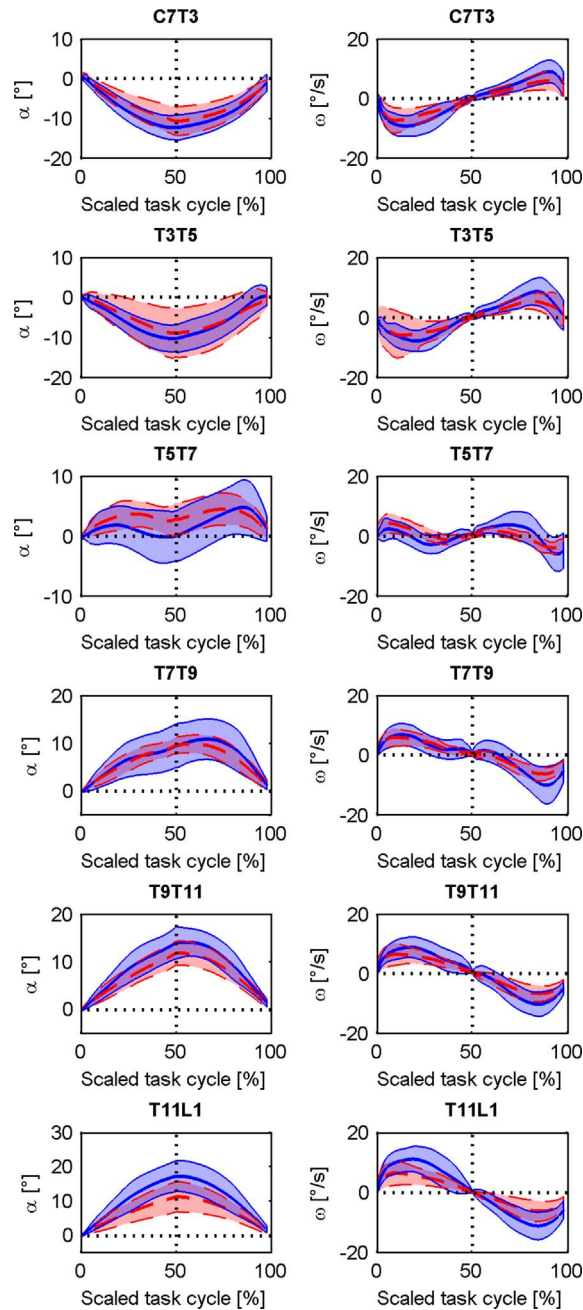 C7T3 C7T3
10 20
0 0
-10
-20 -20
α [°] ω [°/s]
0 50 100 0 50 100
Scaled task cycle [%] Scaled task cycle [%]
T3T5 T3T5
10 20
0 0
-10
-20 -20
α [°] ω [°/s]
0 50 100 0 50 100
Scaled task cycle [%] Scaled task cycle [%]
T5T7 T5T7
10 20
0 0
-10 -20
α [°] ω [°/s]
0 50 100 0 50 100
Scaled task cycle [%] Scaled task cycle [%]
T7T9 T7T9
20 20
10
0 0
-20
α [°] ω [°/s]
0 50 100 0 50 100
Scaled task cycle [%] Scaled task cycle [%]
T9T11 T9T11
20 20
10
0 0
-20
α [°] ω [°/s]
0 50 100 0 50 100
Scaled task cycle [%] Scaled task cycle [%]
T11L1 T11L1
30 20
20
10
0 0
-20
α [°] ω [°/s]
0 50 100 0 50 100
Scaled task cycle [%] Scaled task cycle [%]